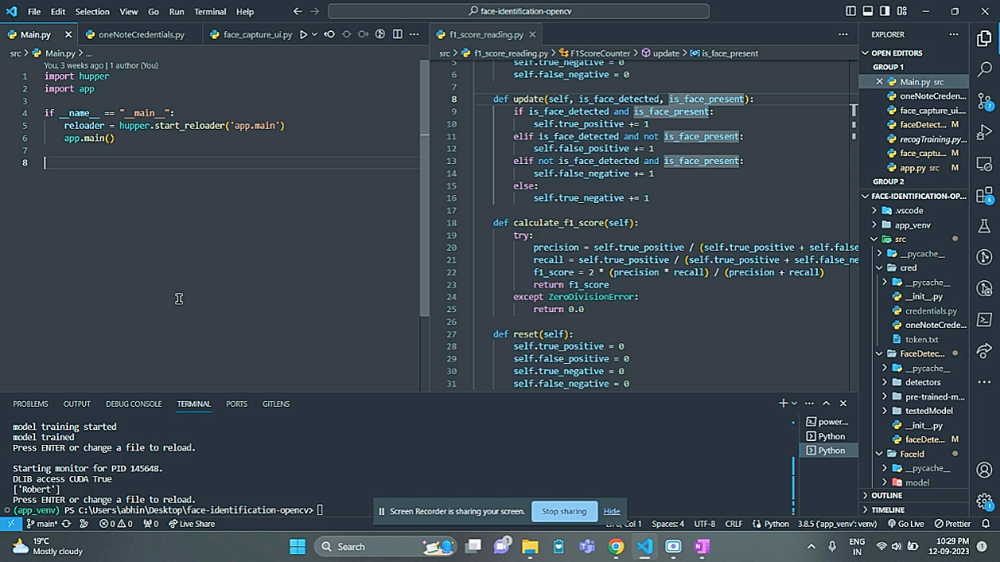 File Edit Selection View Go Run Terminal Help
face-identification-opencv
Main.py
oneNoteCredentials.py
face_capture_ui.py
f1_score_reading.py
src > Main.py > ...
src > f1_score_reading.py > F1ScoreCounter > update > is_face_present
You, 3 weeks ago | 1 author (You)
1 import hupper
2 import app
3
4 if __name__ == "__main__":
5 reloader = hupper.start_reloader('app.main')
6 app.main()
7
8
5 self.true_negative = 0
6 self.false_negative = 0
7
8 def update(self, is_face_detected, is_face_present):
9 if is_face_detected and is_face_present:
10 self.true_positive += 1
11 elif is_face_detected and not is_face_present:
12 self.false_positive += 1
13 elif not is_face_detected and is_face_present:
14 self.false_negative += 1
15 else:
16 self.true_negative += 1
17
18 def calculate_f1_score(self):
19 try:
20 precision = self.true_positive / (self.true_positive + self.false
21 recall = self.true_positive / (self.true_positive + self.false_ne
22 f1_score = 2 * (precision * recall) / (precision + recall)
23 return f1_score
24 except ZeroDivisionError:
25 return 0.0
26
27 def reset(self):
28 self.true_positive = 0
29 self.false_positive = 0
30 self.true_negative = 0
31 self.false_negative = 0
EXPLORER
OPEN EDITORS
GROUP 1
Main.py src
oneNoteCreden...
face_capture_ui...
faceDetect... M
recogTraining.py...
face_captu... M
app.py src M
GROUP 2
FACE-IDENTIFICATION-OP...
.vscode
app_venv
src
__pycache__
cred
__pycache__
__init__.py
credentials.py
oneNoteCrede...
token.txt
FaceDetec...
__pycache__
detectors
pre-trained-m...
testedModel
__init__.py
faceDete... M
FaceId
__pycache__
model
OUTLINE
TIMELINE
7
6
1
PROBLEMS OUTPUT DEBUG CONSOLE TERMINAL PORTS GITLENS
model training started
model trained
Press ENTER or change a file to reload.
Starting monitor for PID 145648.
DLIB access CUDA True
['Robert']
Press ENTER or change a file to reload.
(app_venv) PS C:\Users\abhin\Desktop\face-identification-opencv>
power...
Python
Python
Screen Recorder is sharing your screen. Stop sharing Hide
main* 0 0 0 Live Share Ln 8, Col 1 Spaces: 4 UTF-8 CRLF Python 3.8.5 ('app_venv': venv) Go Live Prettier
19°C
Mostly cloudy
Search
1
ENG
IN
10:29 PM
12-09-2023
1